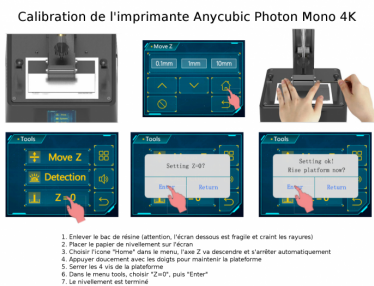 Calibration de l'imprimante Anycubic Photon Mono 4K
Move Z
0.1mm 1mm 10mm
Tools
Move Z
Detection
Z=0
Tools
Setting Z=0?
Enter Return
Tools
Setting ok!
Rise platform now?
Enter Return
1. Enlever le bac de résine (attention, l'écran dessous est fragile et craint les rayures)
2. Placer le papier de nivellement sur l'écran
3. Choisir l'icone "Home" dans le menu, l'axe Z va descendre et s'arrêter automatiquement
4. Appuyer doucement avec les doigts pour maintenir la plateforme
5. Serrer les 4 vis de la plateforme
6. Dans le menu tools, choisir "Z=0", puis "Enter"
7. Le nivellement est terminé